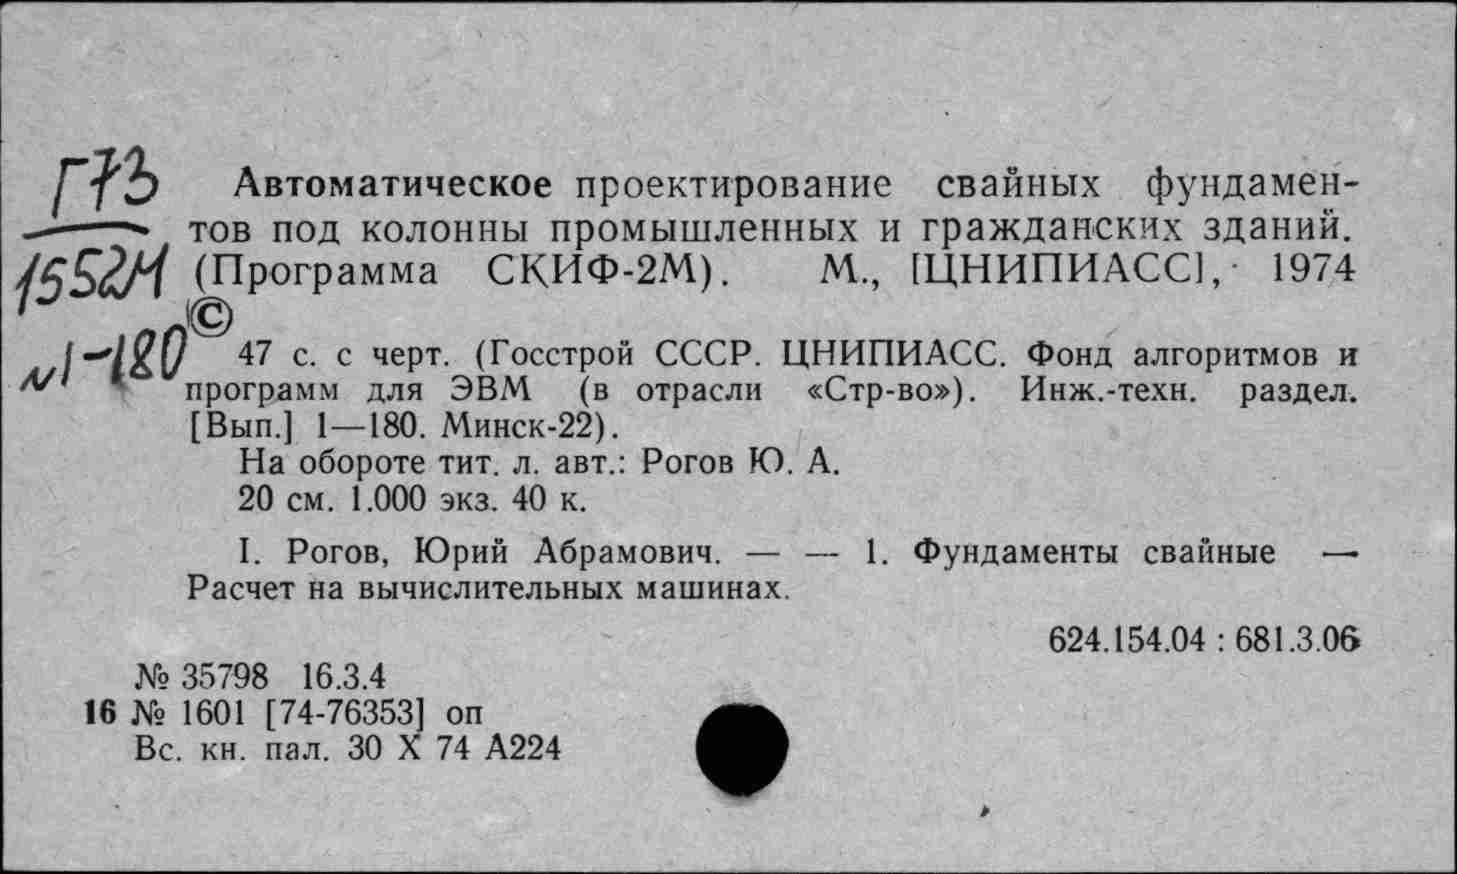 Г73
1552М
№1-180
Автоматическое проектирование свайных фундамен-
тов под колонны промышленных и гражданских зданий.
(Программа СКИФ-2М). М., [ЦНИПИАСС], 1974
©
47 с. с черт. (Госстрой СССР. ЦНИПИАСС. Фонд алгоритмов и
программ для ЭВМ (в отрасли «Стр-во»). Инж.-техн. раздел.
[Вып.] 1—180. Минск-22).
На обороте тит. л. авт.: Рогов Ю. А.
20 см. 1.000 экз. 40 к.
I. Рогов, Юрий Абрамович. — — 1. Фундаменты свайные —
Расчет на вычислительных машинах.
624.154.04 : 681.3.06
№ 35798 16.3.4
16 № 1601 [74-76353] оп
Вс. кн. пал. 30 X 74 А224